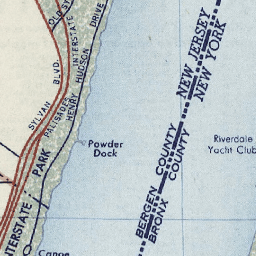 OLD ST
SYLVAN BLVD.
PALISADES INTERSTATE
HENRY HUDSON DRIVE
INTERSTATE PARK
Powder
Dock
NEW JERSEY
NEW YORK
BERGEN COUNTY
BRONX COUNTY
Riverdale
Yacht Club
Canoe